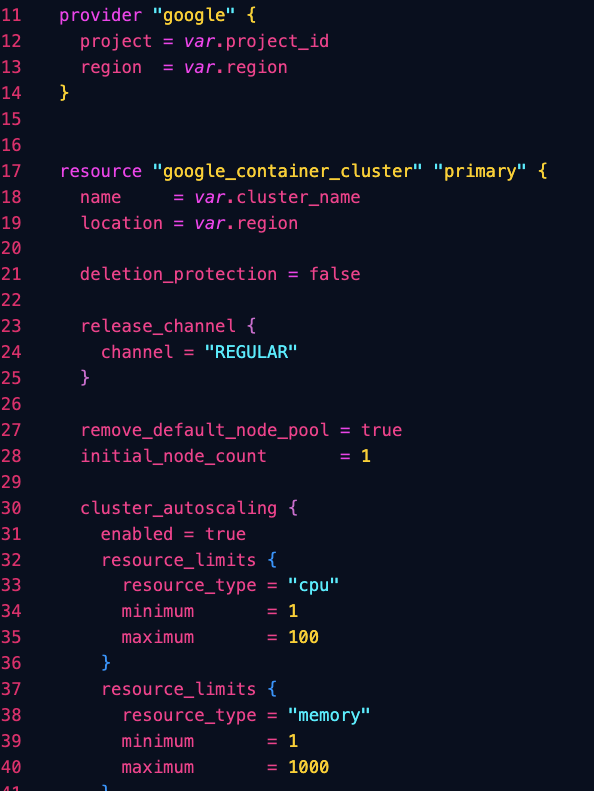 11 provider "google" {
12   project = var.project_id
13   region  = var.region
14 }
15
16
17 resource "google_container_cluster" "primary" {
18   name     = var.cluster_name
19   location = var.region
20
21   deletion_protection = false
22
23   release_channel {
24     channel = "REGULAR"
25   }
26
27   remove_default_node_pool = true
28   initial_node_count       = 1
29
30   cluster_autoscaling {
31     enabled = true
32     resource_limits {
33       resource_type = "cpu"
34       minimum       = 1
35       maximum       = 100
36     }
37     resource_limits {
38       resource_type = "memory"
39       minimum       = 1
40       maximum       = 1000
41     }